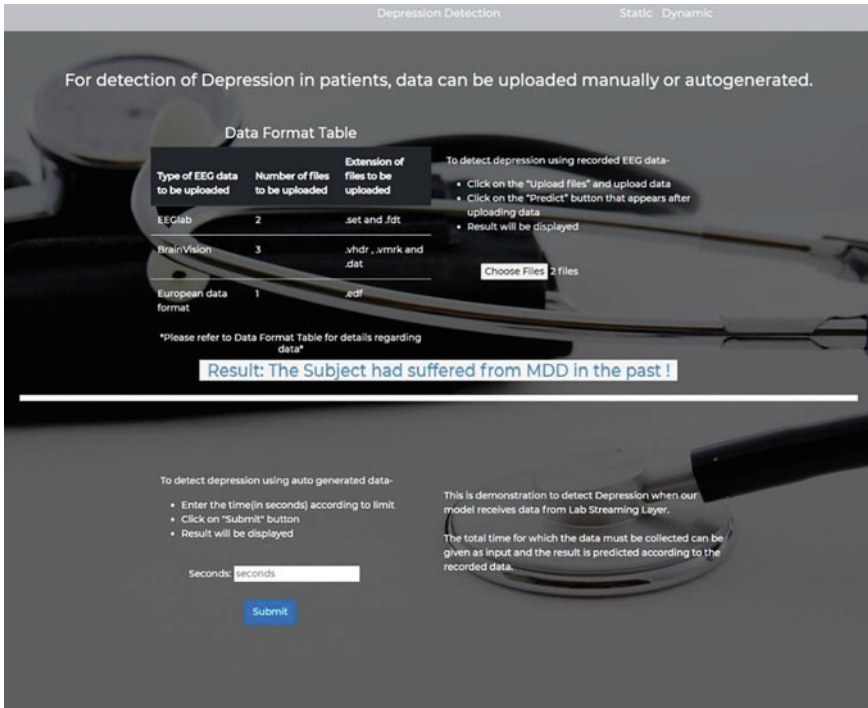 Depression Detection
Static Dynamic
For detection of Depression in patients, data can be uploaded manually or autogenerated.
Data Format Table
Type of EEG data to be uploaded
Number of files to be uploaded
Extension of files to be uploaded
EEGlab 2 .set and .fdt
BrainVision 3 .vhdr , .vmrk and .dat
European data format 1 .edf
*Please refer to Data Format Table for details regarding
data*
To detect depression using recorded EEG data-
• Click on the "Upload files" and upload data
• Click on the "Predict" button that appears after
uploading data
• Result will be displayed
Choose Files 2 files
Result: The Subject had suffered from MDD in the past !
To detect depression using auto generated data-
• Enter the time(in seconds) according to limit
• Click on "Submit" button
• Result will be displayed
Seconds: seconds
Submit
This is demonstration to detect Depression when our
model receives data from Lab Streaming Layer.
The total time for which the data must be collected can be
given as input and the result is predicted according to the
recorded data.